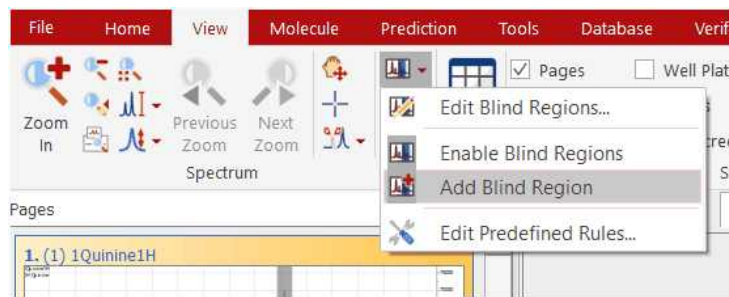 File Home View Molecule Prediction Tools Database Verif
Pages Well Plat
Edit Blind Regions...
Zoom In
Previous Zoom
Next Zoom
Enable Blind Regions
Spectrum
Add Blind Region
Pages
Edit Predefined Rules...
1. (1) 1Quinine1H